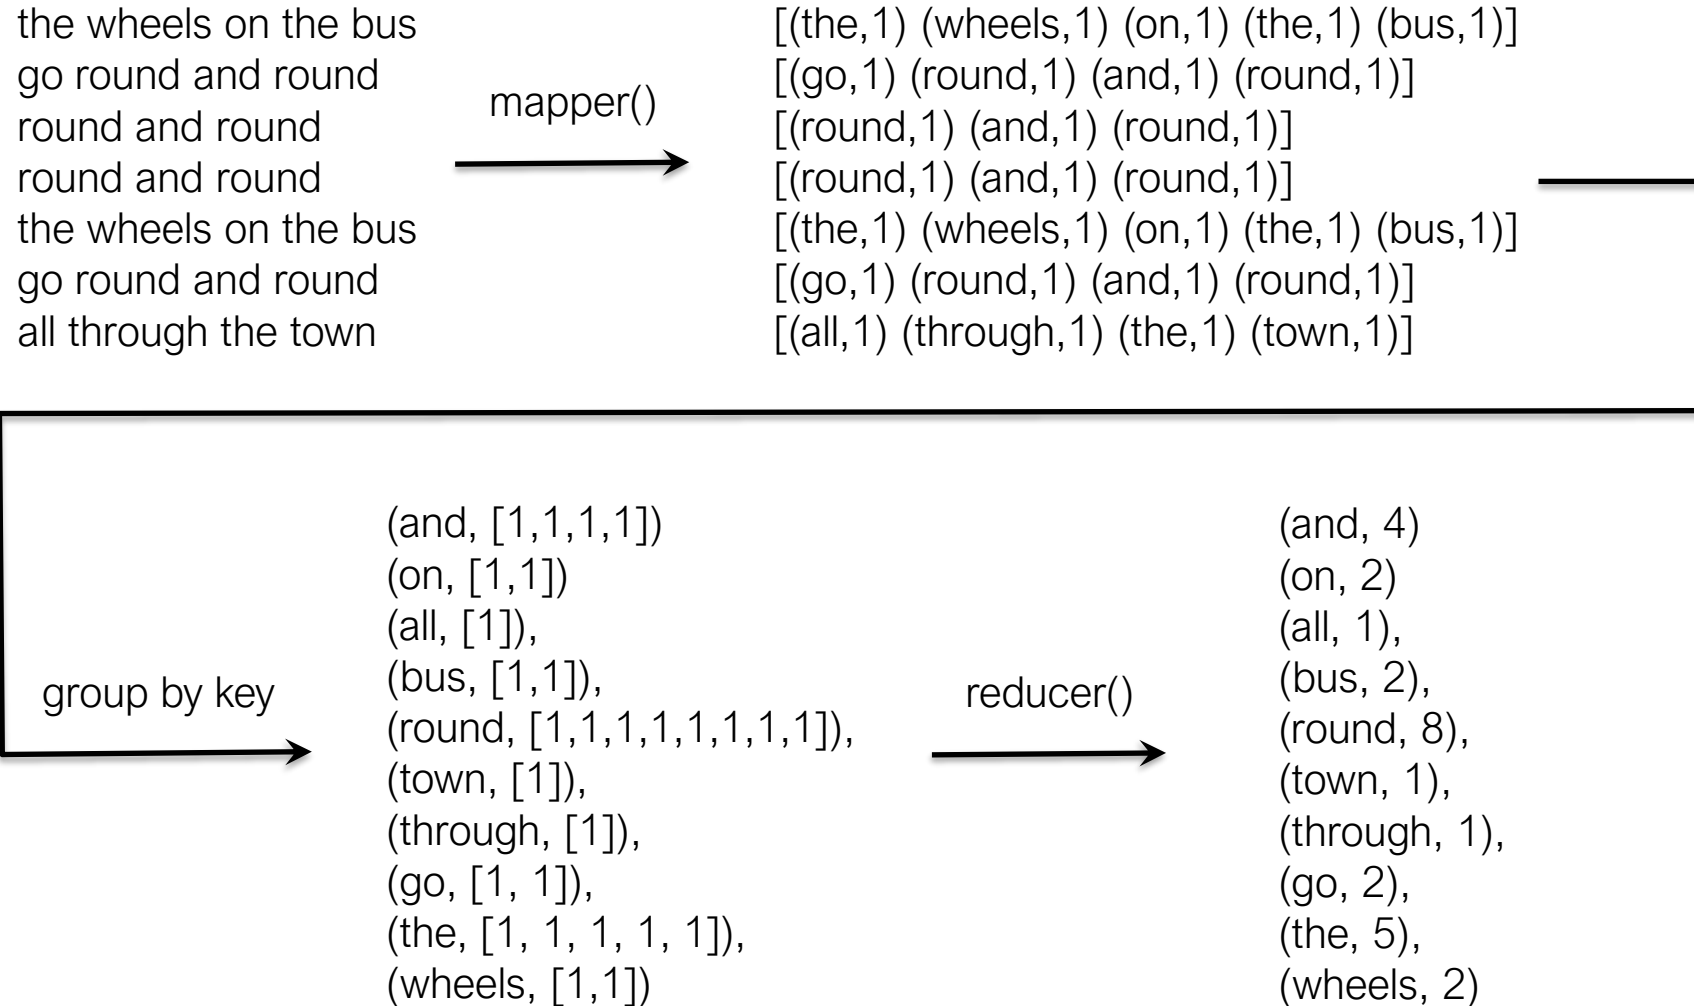 the wheels on the bus
go round and round
round and round
round and round
the wheels on the bus
go round and round
all through the town
mapper()
[(the,1) (wheels,1) (on,1) (the,1) (bus,1)]
[(go,1) (round,1) (and,1) (round,1)]
[(round,1) (and,1) (round,1)]
[(round,1) (and,1) (round,1)]
[(the,1) (wheels,1) (on,1) (the,1) (bus,1)]
[(go,1) (round,1) (and,1) (round,1)]
[(all,1) (through,1) (the,1) (town,1)]
group by key
(and, [1,1,1,1])
(on, [1,1])
(all, [1]),
(bus, [1,1]),
(round, [1,1,1,1,1,1,1,1]),
(town, [1]),
(through, [1]),
(go, [1, 1]),
(the, [1, 1, 1, 1, 1]),
(wheels, [1,1])
reducer()
(and, 4)
(on, 2)
(all, 1),
(bus, 2),
(round, 8),
(town, 1),
(through, 1),
(go, 2),
(the, 5),
(wheels, 2)